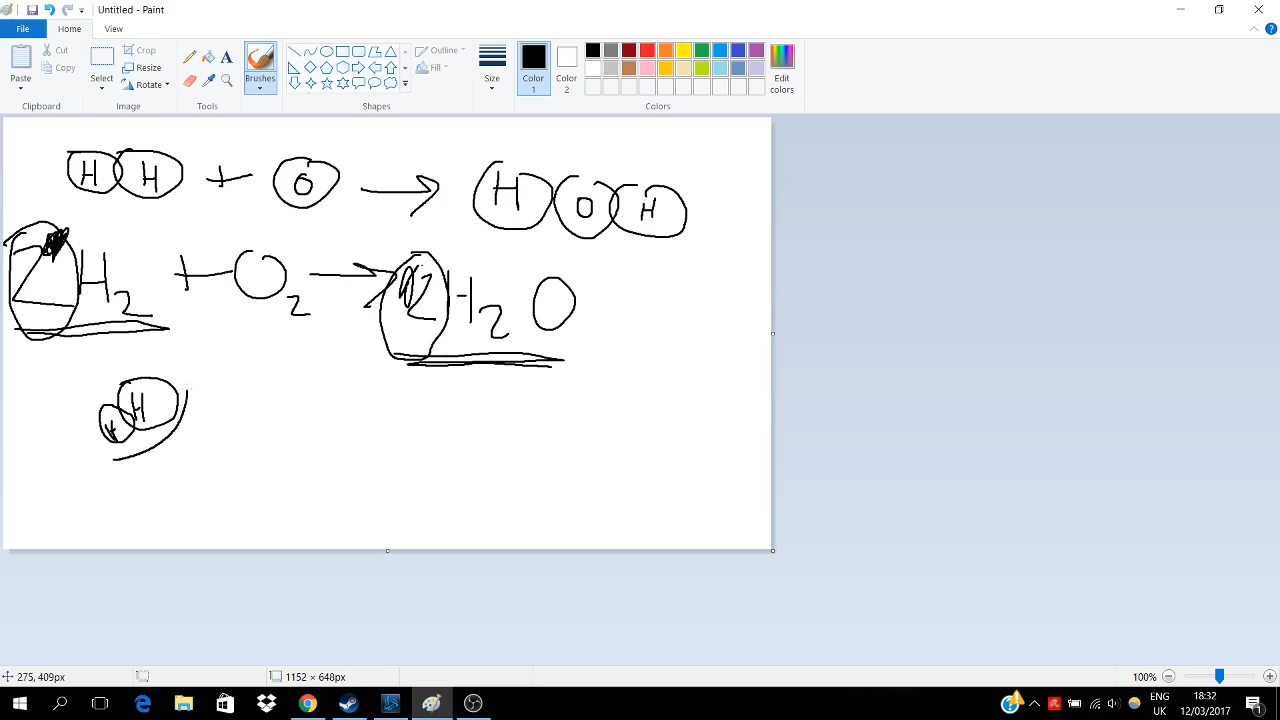 Untitled - Paint
File Home View
Paste Cut Copy Clipboard
Select Crop Resize Rotate Image
Tools
Brushes
Shapes Outline Fill
Size
Color 1 Color 2 Edit colors Colors
H H + O → H O H
2 H2 + O2 → 2 H2 O
H H
275, 409px 1152 × 648px 100%
ENG UK 18:32 12/03/2017